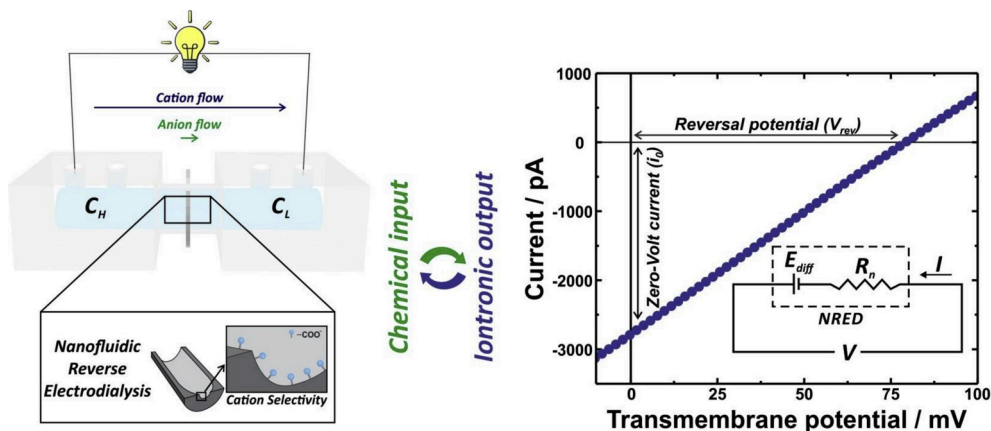 Cation flow
Anion flow
C_H
C_L
Nanofluidic
Reverse
Electrodialysis
~COO⁻
Cation Selectivity
Chemical input
Iontronic output
Current / pA
1000
0
-1000
-2000
-3000
Reversal potential (V_rev)
Zero-Volt current (i_0)
E_diff
R_n
I
NRED
V
0
25
50
75
100
Transmembrane potential / mV